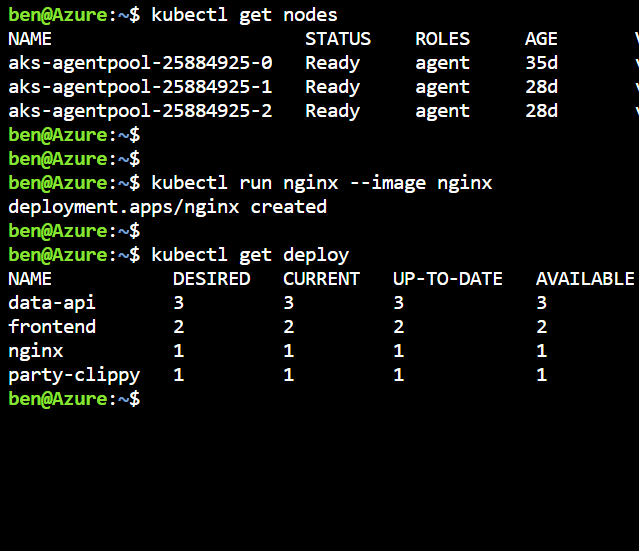 ben@Azure:~$ kubectl get nodes
NAME                       STATUS    ROLES     AGE       V
aks-agentpool-25884925-0   Ready     agent     35d       v
aks-agentpool-25884925-1   Ready     agent     28d       v
aks-agentpool-25884925-2   Ready     agent     28d       v
ben@Azure:~$
ben@Azure:~$
ben@Azure:~$ kubectl run nginx --image nginx
deployment.apps/nginx created
ben@Azure:~$
ben@Azure:~$ kubectl get deploy
NAME           DESIRED   CURRENT   UP-TO-DATE   AVAILABLE
data-api       3         3         3            3
frontend       2         2         2            2
nginx          1         1         1            1
party-clippy   1         1         1            1
ben@Azure:~$